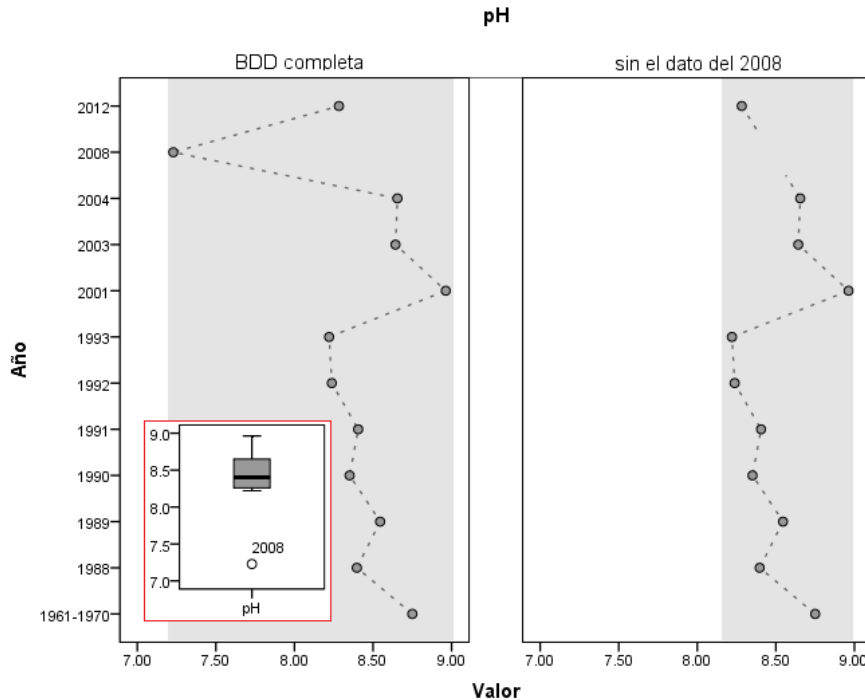 pH
BDD completa
sin el dato del 2008
Año
2012
2008
2004
2003
2001
1993
1992
1991
1990
1989
1988
1961-1970
9.0
8.5
8.0
7.5
7.0
2008
pH
7.00 7.50 8.00 8.50 9.00
7.00 7.50 8.00 8.50 9.00
Valor